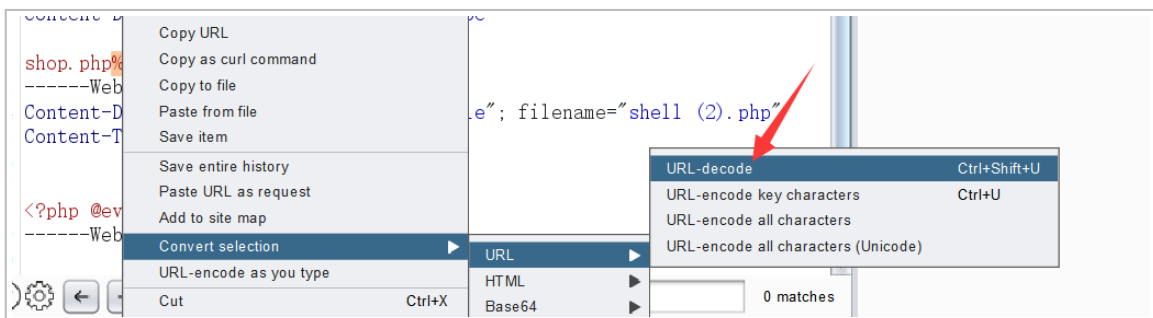 Copy URL
shop.php%
Copy as curl command
------Web
Copy to file
Content-D
Paste from file
e"; filename="shell (2).php"
Content-T
Save item
Save entire history
Paste URL as request
<?php @ev
Add to site map
------Web
Convert selection
URL-encode as you type
Cut Ctrl+X
URL
HTML
Base64
URL-decode Ctrl+Shift+U
URL-encode key characters Ctrl+U
URL-encode all characters
URL-encode all characters (Unicode)
0 matches